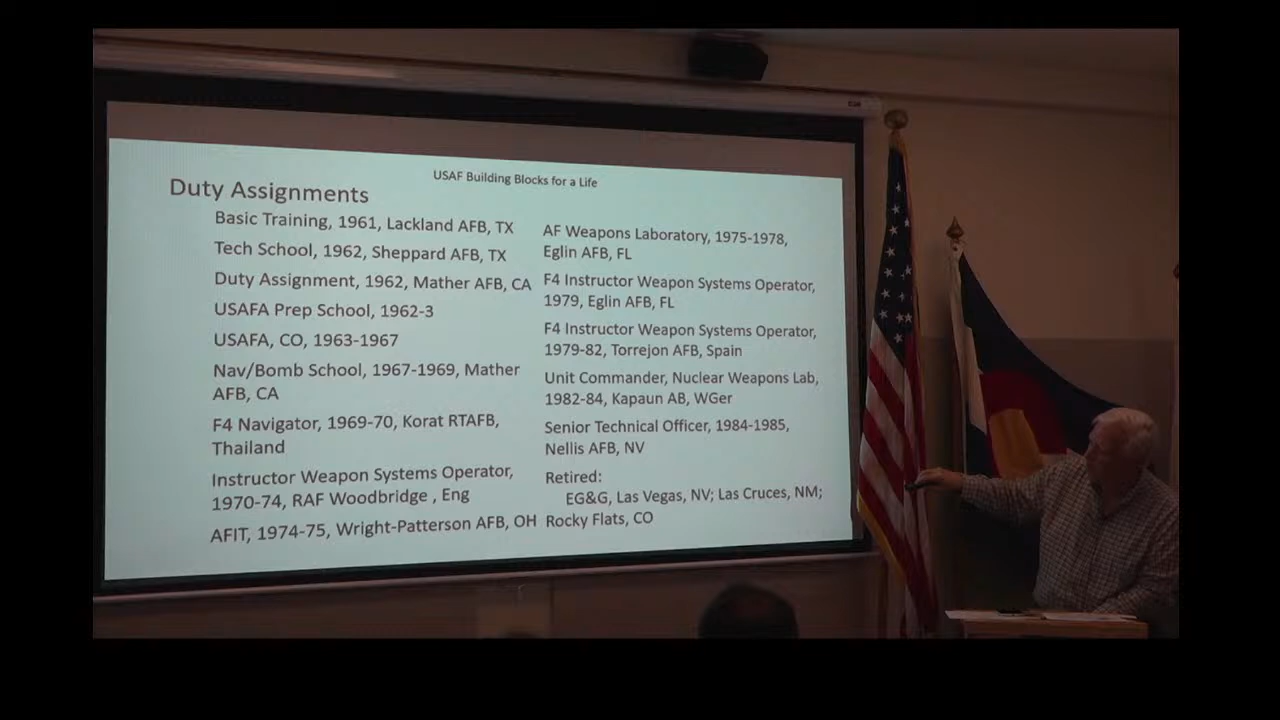 USAF Building Blocks for a Life
Duty Assignments
Basic Training, 1961, Lackland AFB, TX
Tech School, 1962, Sheppard AFB, TX
Duty Assignment, 1962, Mather AFB, CA
USAFA Prep School, 1962-3
USAFA, CO, 1963-1967
Nav/Bomb School, 1967-1969, Mather
AFB, CA
F4 Navigator, 1969-70, Korat RTAFB,
Thailand
Instructor Weapon Systems Operator,
1970-74, RAF Woodbridge , Eng
AFIT, 1974-75, Wright-Patterson AFB, OH
AF Weapons Laboratory, 1975-1978,
Eglin AFB, FL
F4 Instructor Weapon Systems Operator,
1979, Eglin AFB, FL
F4 Instructor Weapon Systems Operator,
1979-82, Torrejon AFB, Spain
Unit Commander, Nuclear Weapons Lab,
1982-84, Kapaun AB, WGer
Senior Technical Officer, 1984-1985,
Nellis AFB, NV
Retired:
EG&G, Las Vegas, NV; Las Cruces, NM;
Rocky Flats, CO